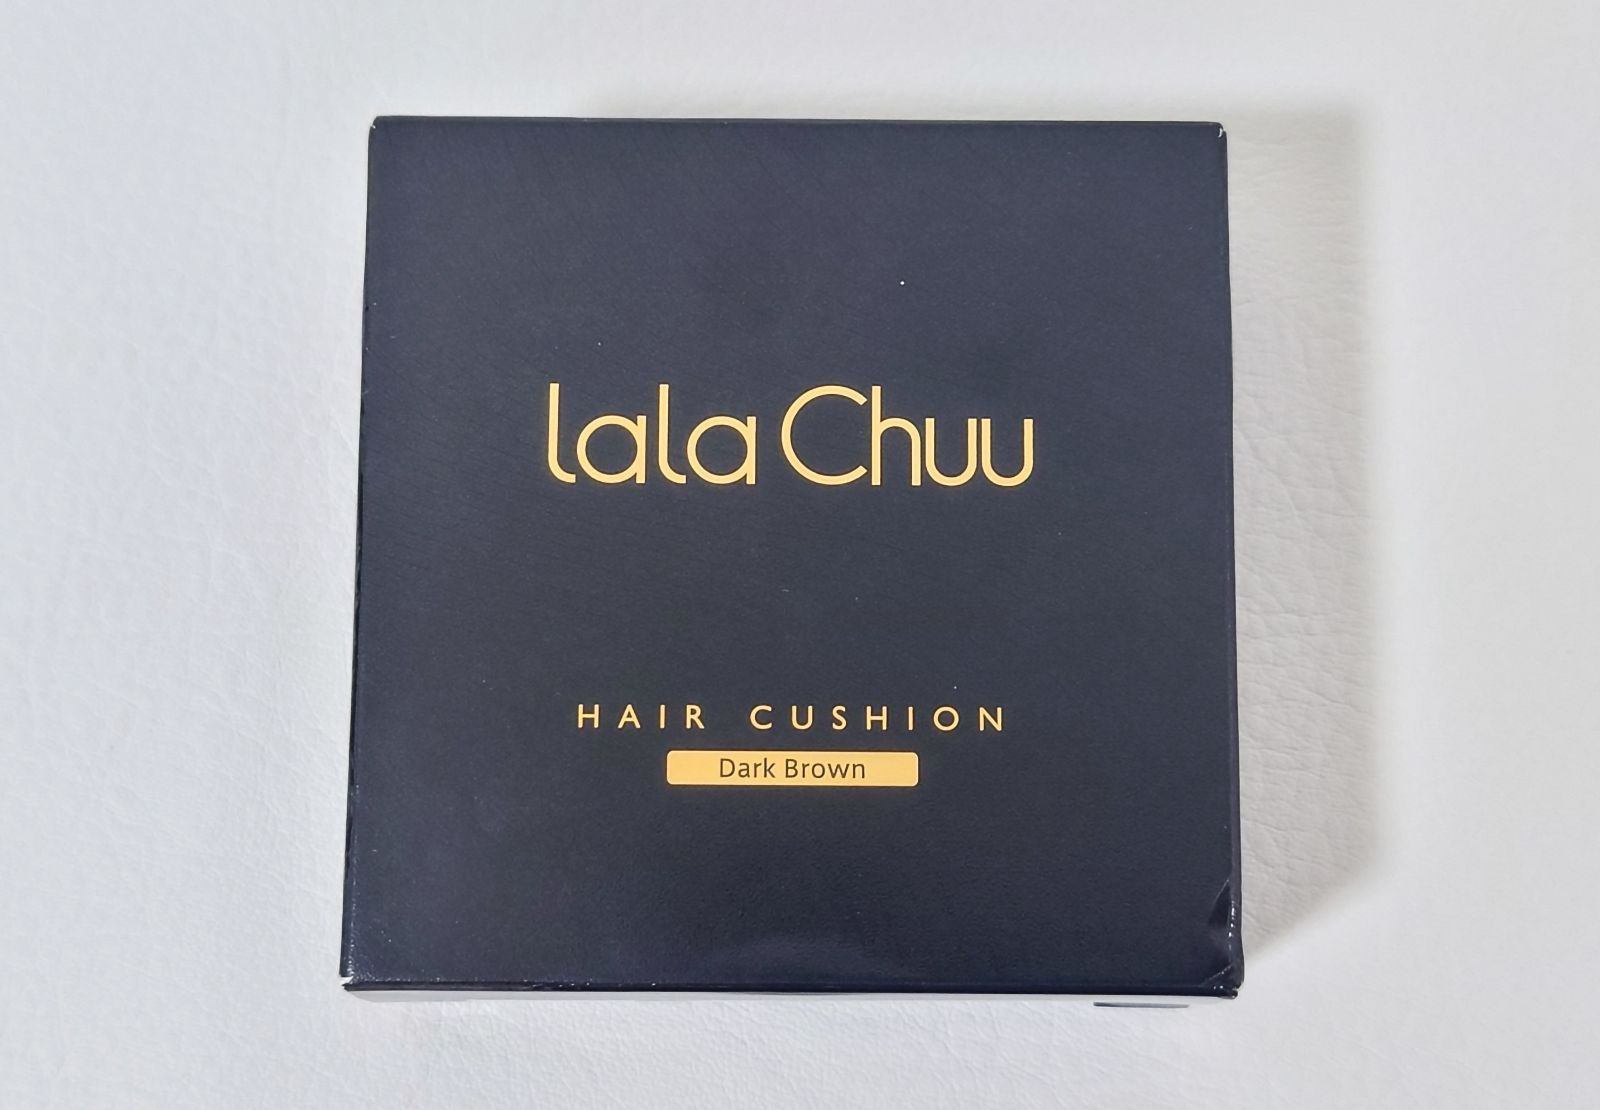 lala Chuu
HAIR CUSHION
Dark Brown